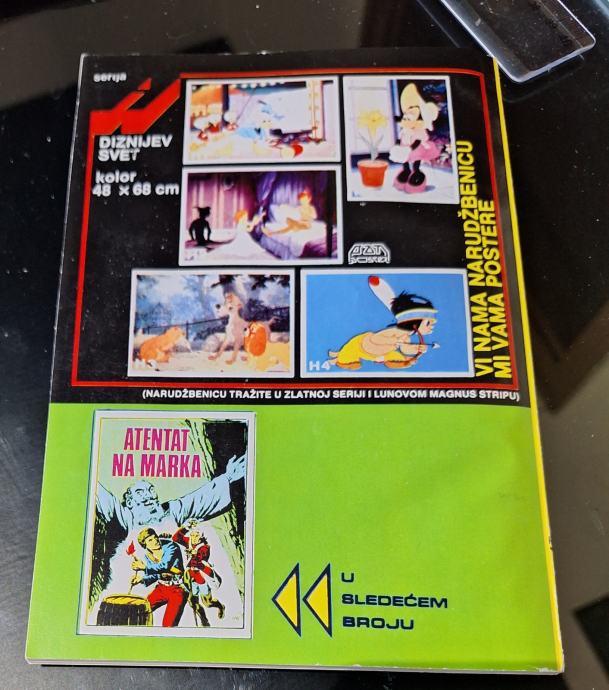 serija
DIZNIJEV
SVET
kolor
48 x 68 cm
VI NAMA NARUDŽBENICU
MI VAMA POSTERE
H4
(NARUDŽBENICU TRAŽITE U ZLATNOJ SERIJI I LUNOVOM MAGNUS STRIPU)
ATENTAT
NA MARKA
U
SLEDEĆEM
BROJU